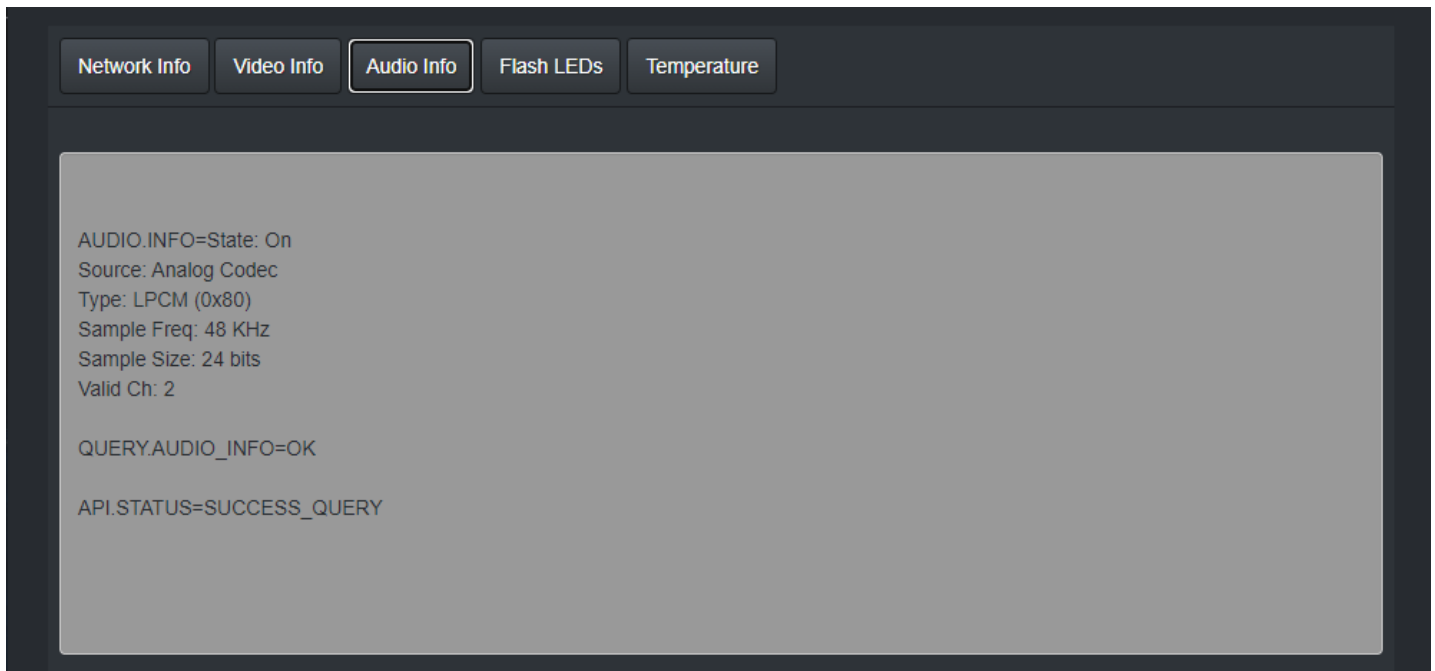 Network Info Video Info Audio Info Flash LEDs Temperature
AUDIO.INFO=State: On
Source: Analog Codec
Type: LPCM (0x80)
Sample Freq: 48 KHz
Sample Size: 24 bits
Valid Ch: 2
QUERY.AUDIO_INFO=OK
API.STATUS=SUCCESS_QUERY